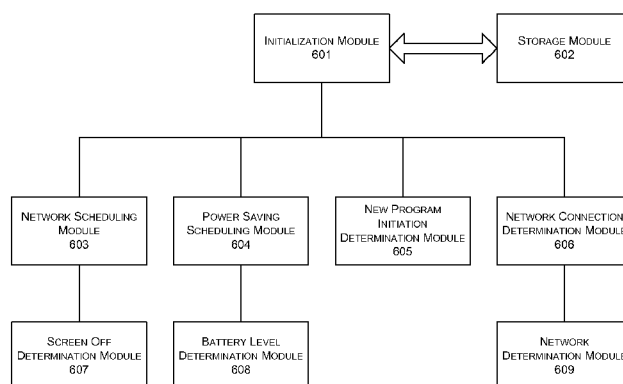 INITIALIZATION MODULE
601
STORAGE MODULE
602
NETWORK SCHEDULING
MODULE
603
POWER SAVING
SCHEDULING MODULE
604
NEW PROGRAM
INITIATION
DETERMINATION MODULE
605
NETWORK CONNECTION
DETERMINATION MODULE
606
SCREEN OFF
DETERMINATION MODULE
607
BATTERY LEVEL
DETERMINATION MODULE
608
NETWORK
DETERMINATION MODULE
609